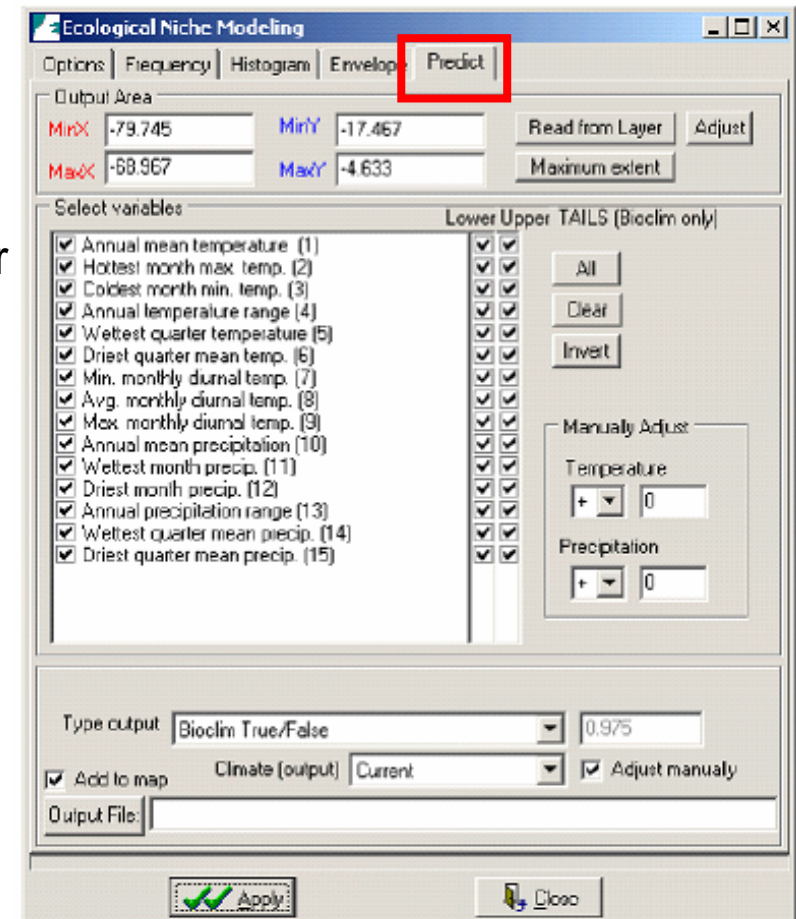 Ecological Niche Modeling
Options Frequency Histogram Envelope Predict
Output Area
MinX -79.745 MinY -17.467 Read from Layer Adjust
MaxX -68.967 MaxY -4.633 Maximum extent
Select variables Lower Upper TAILS (Bioclim only)
r
Annual mean temperature (1)
Hottest month max. temp. (2)
Coldest month min. temp. (3)
Annual temperature range (4)
Wettest quarter temperature (5)
Driest quarter mean temp. (6)
Min. monthly diurnal temp. (7)
Avg. monthly diurnal temp. (8)
Max. monthly diurnal temp. (9)
Annual mean precipitation (10)
Wettest month precip. (11)
Driest month precip. (12)
Annual precipitation range (13)
Wettest quarter mean precip. (14)
Driest quarter mean precip. (15)
All
Clear
Invert
Manually Adjust
Temperature
+ 0
Precipitation
+ 0
Type output Bioclim True/False 0.975
Add to map Climate (output) Current Adjust manualy
Output File:
Apply Close